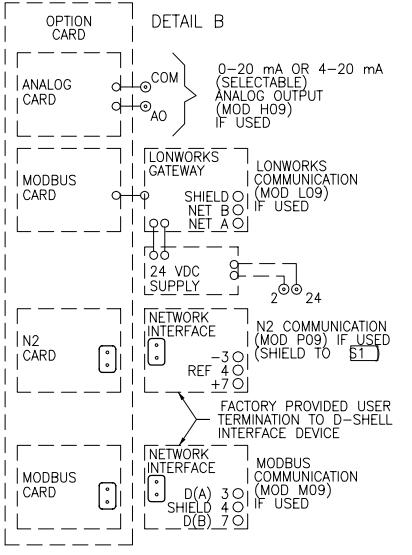 OPTION
CARD
DETAIL B
ANALOG
CARD
COM
AO
0-20 mA OR 4-20 mA
(SELECTABLE)
ANALOG OUTPUT
(MOD H09)
IF USED
MODBUS
CARD
LONWORKS
GATEWAY
SHIELD
NET B
NET A
LONWORKS
COMMUNICATION
(MOD L09)
IF USED
24 VDC
SUPPLY
2
24
N2
CARD
NETWORK
INTERFACE
-3
REF 4
+7
N2 COMMUNICATION
(MOD P09) IF USED
(SHIELD TO S1)
FACTORY PROVIDED USER
TERMINATION TO D-SHELL
INTERFACE DEVICE
MODBUS
CARD
NETWORK
INTERFACE
D(A) 3
SHIELD 4
D(B) 7
MODBUS
COMMUNICATION
(MOD M09)
IF USED